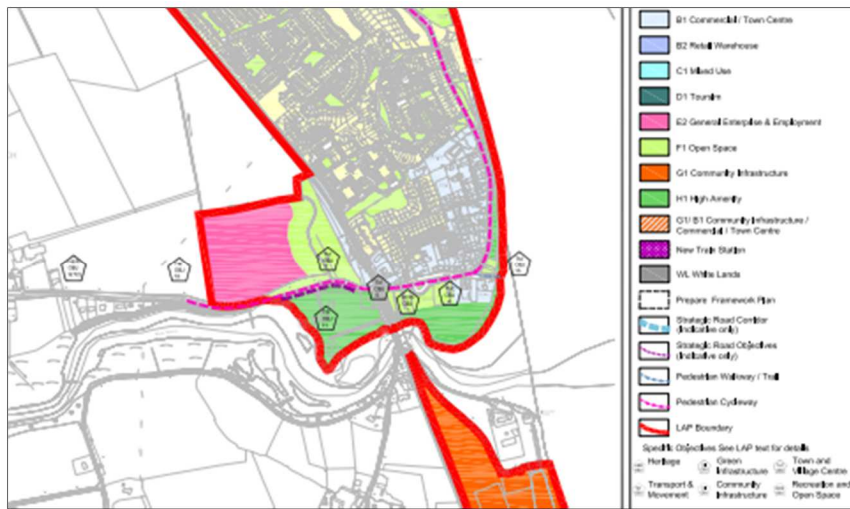 B1 Commercial / Town Centre
B2 Retail Warehouse
C1 Mixed Use
D1 Tourism
E2 General Enterprise & Employment
F1 Open Space
G1 Community Infrastructure
H1 High Amenity
G1/ B1 Community Infrastructure /
Commercial / Town Centre
New Train Station
WL White Lands
Prepare Framework Plan
Strategic Road Corridor
(Indicative only)
Strategic Road Objectives
(Indicative only)
Pedestrian Walkway / Trail
Pedestrian Cycleway
LAP Boundary
Specific Objectives See LAP text for details
Heritage
Green
Infrastructure
Town and
Village Centre
Transport &
Movement
Community
Infrastructure
Recreation and
Open Space